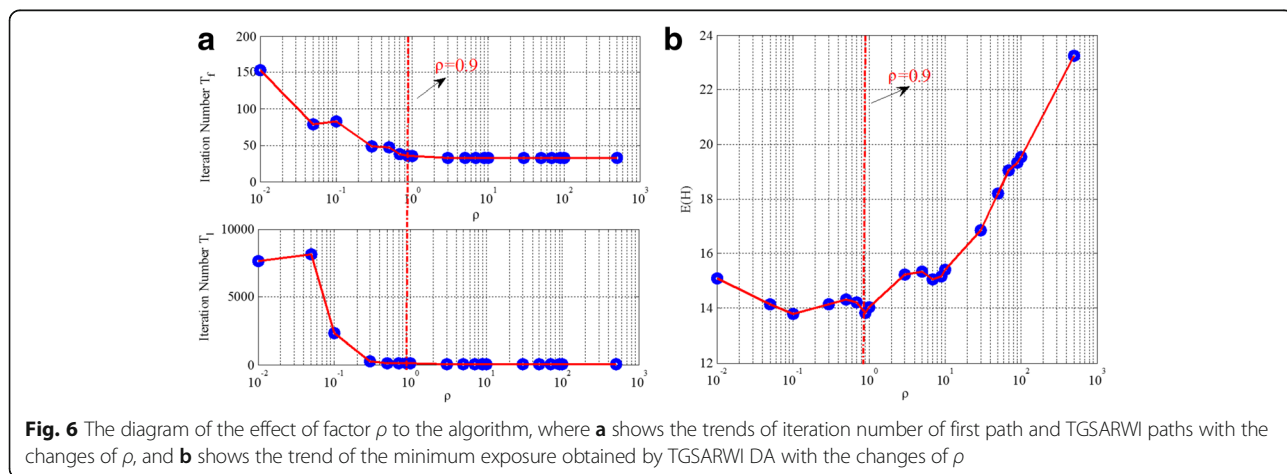 a
200
150
100
50
0
Iteration Number T_f
ρ=0.9
10^-2 10^-1 10^0 10^1 10^2 10^3
ρ
10000
5000
0
Iteration Number T_l
10^-2 10^-1 10^0 10^1 10^2 10^3
ρ
b
24
22
20
18
16
14
12
E(H)
ρ=0.9
10^-2 10^-1 10^0 10^1 10^2 10^3
ρ
Fig. 6 The diagram of the effect of factor ρ to the algorithm, where a shows the trends of iteration number of first path and TGSARWI paths with the
changes of ρ, and b shows the trend of the minimum exposure obtained by TGSARWI DA with the changes of ρ